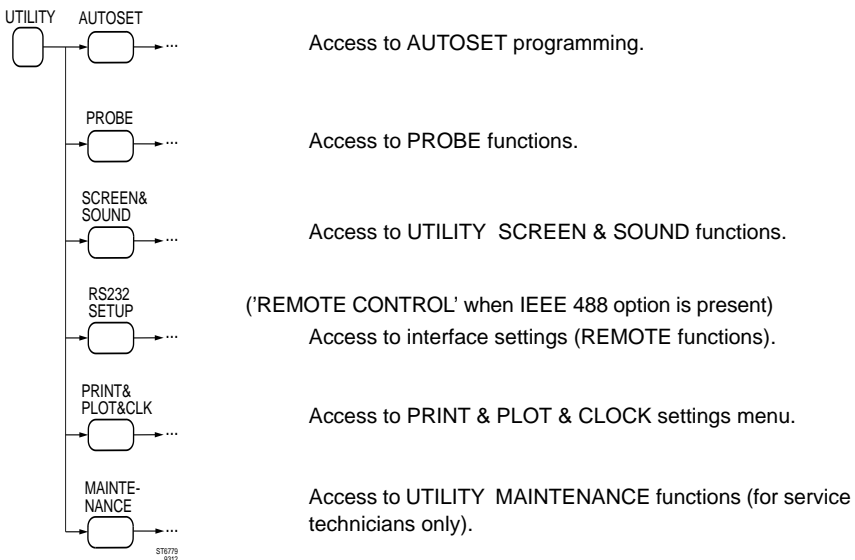 UTILITY AUTOSET
... Access to AUTOSET programming.
PROBE
... Access to PROBE functions.
SCREEN&
SOUND
... Access to UTILITY SCREEN & SOUND functions.
RS232
SETUP
('REMOTE CONTROL’ when IEEE 488 option is present)
... Access to interface settings (REMOTE functions).
PRINT&
PLOT&CLK
... Access to PRINT & PLOT & CLOCK settings menu.
MAINTE-
NANCE
... Access to UTILITY MAINTENANCE functions (for service
technicians only).
ST6779
9312